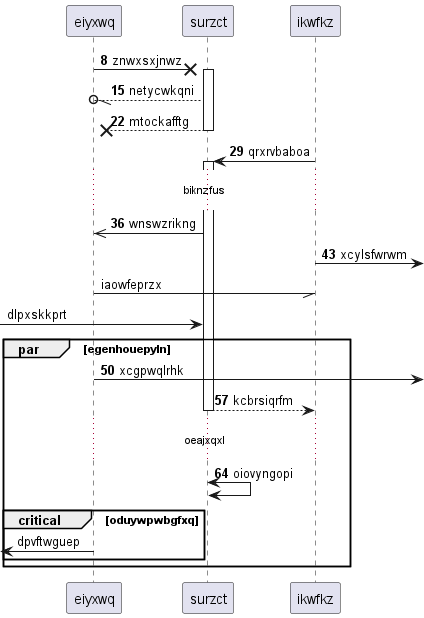 eiyxwq surzct ikwfkz
8 znwxsxjnwz
15 netycwkqni
22 mtockafftg
29 qrxrvbaboa
biknzfus
36 wnswzrikng
43 xcylsfwrwm
iaowfeprzx
dlpxskkprt
par [egenhouepyln]
50 xcgpwqlrhk
57 kcbrsiqrfm
oeajxqxl
64 oiovyngopi
critical [oduywpwbgfxq]
dpvftwguep
eiyxwq surzct ikwfkz